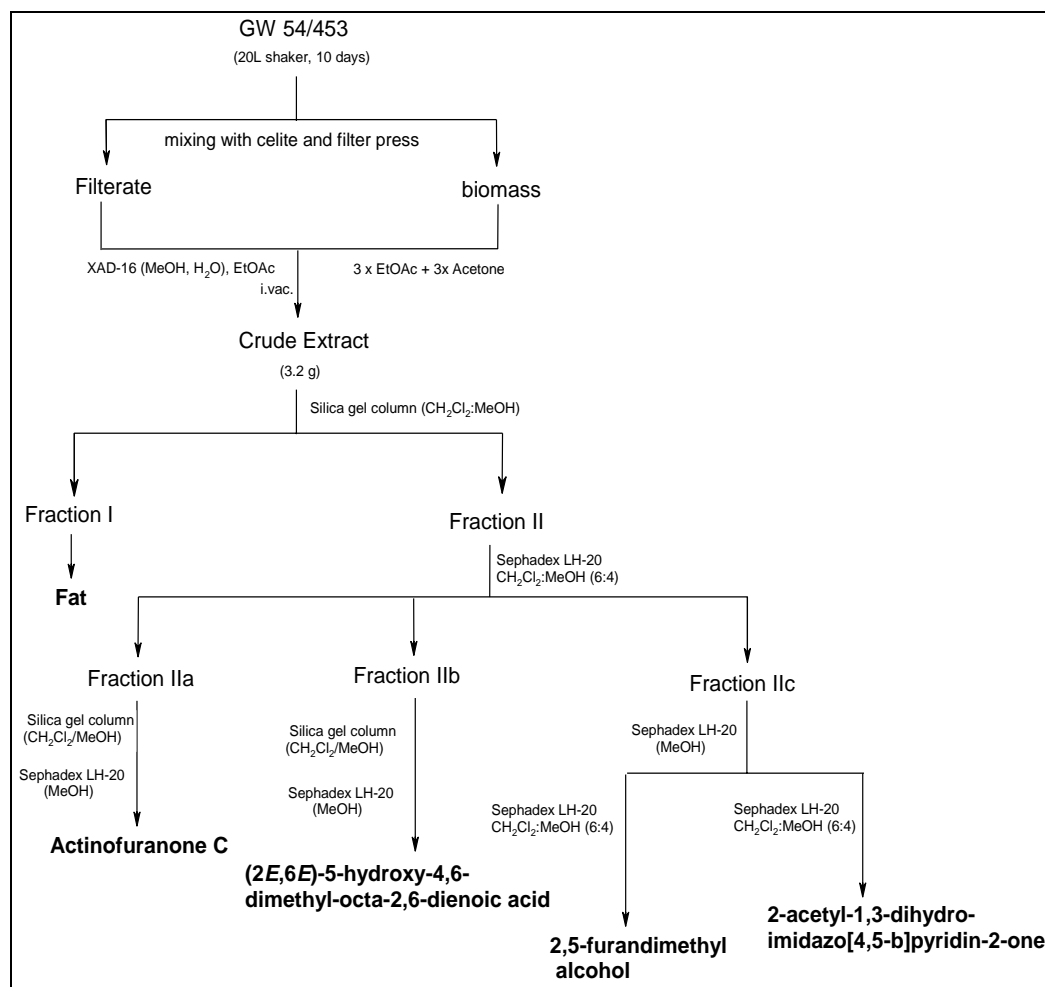 GW 54/453
(20L shaker, 10 days)
mixing with celite and filter press
Filterate
biomass
XAD-16 (MeOH, H₂O), EtOAc
i.vac.
3 x EtOAc + 3x Acetone
Crude Extract
(3.2 g)
Silica gel column (CH₂Cl₂:MeOH)
Fraction I
Fraction II
Fat
Sephadex LH-20
CH₂Cl₂:MeOH (6:4)
Fraction IIa
Fraction IIb
Fraction IIc
Silica gel column
(CH₂Cl₂/MeOH)
Sephadex LH-20
(MeOH)
Actinofuranone C
Silica gel column
(CH₂Cl₂/MeOH)
Sephadex LH-20
(MeOH)
(2E,6E)-5-hydroxy-4,6-
dimethyl-octa-2,6-dienoic acid
Sephadex LH-20
(MeOH)
Sephadex LH-20
CH₂Cl₂:MeOH (6:4)
2,5-furandimethyl
alcohol
Sephadex LH-20
CH₂Cl₂:MeOH (6:4)
2-acetyl-1,3-dihydro-
imidazo[4,5-b]pyridin-2-one